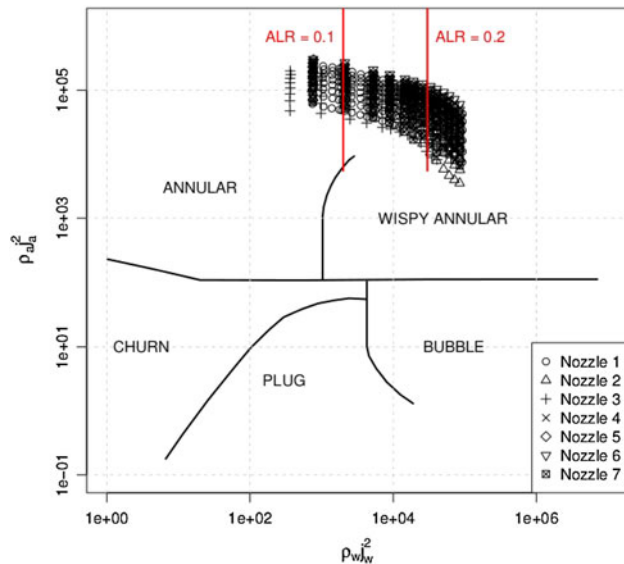 ALR = 0.1
ALR = 0.2
1e+05
1e+03
1e+01
1e-01
ρₐjₐ²
ANNULAR
WISPY ANNULAR
CHURN
PLUG
BUBBLE
Nozzle 1
Nozzle 2
Nozzle 3
Nozzle 4
Nozzle 5
Nozzle 6
Nozzle 7
1e+00
1e+02
1e+04
1e+06
ρ_w j_w²